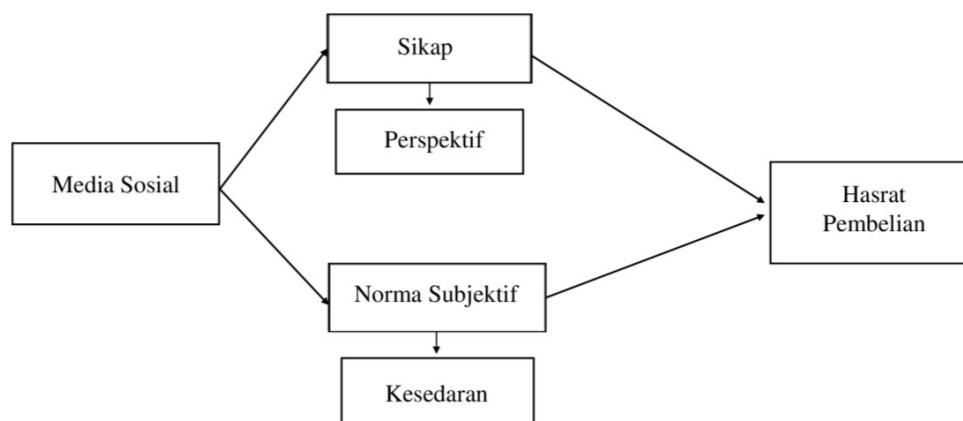 Sikap
Perspektif
Media Sosial
Hasrat
Pembelian
Norma Subjektif
Kesedaran